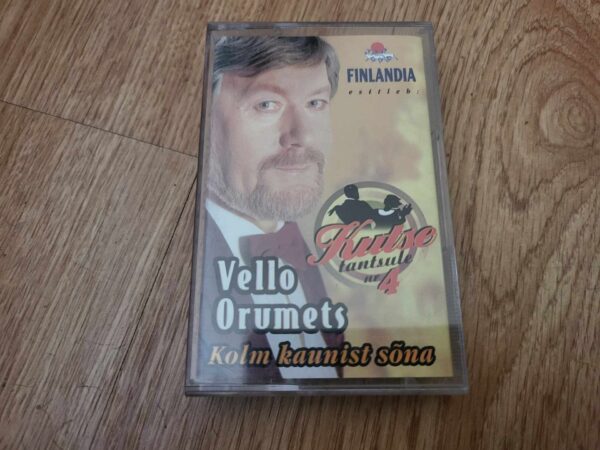 FINLANDIA
esitleb:
Kutse
tantsule
nr 4
Vello
Orumets
Kolm kaunist sõna